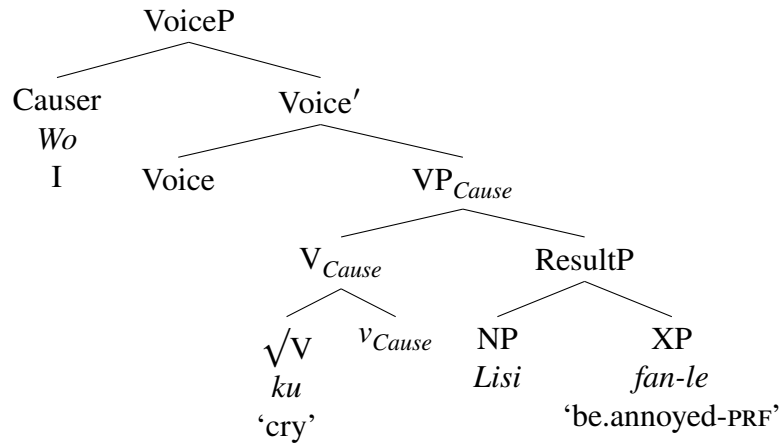 VoiceP
Causer Voice′
Wo
I Voice VP_Cause
V_Cause ResultP
√V v_Cause NP XP
ku Lisi fan-le
‘cry’ ‘be.annoyed-PRF’